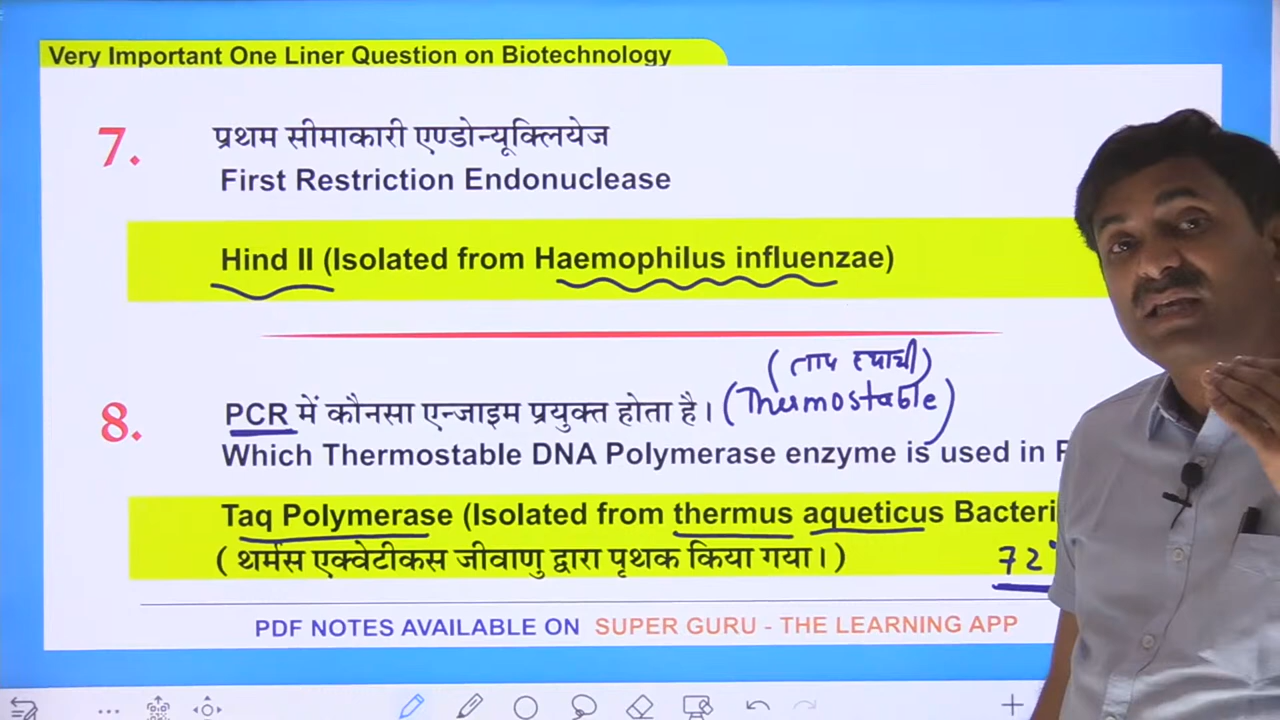 Very Important One Liner Question on Biotechnology
7. प्रथम सीमाकारी एण्डोन्यूक्लियेज
First Restriction Endonuclease
Hind II (Isolated from Haemophilus influenzae)
(ताप स्थायी)
8. PCR में कौनसा एन्जाइम प्रयुक्त होता है। (Thermostable)
Which Thermostable DNA Polymerase enzyme is used in
Taq Polymerase (Isolated from thermus aqueticus Bacteri
( थर्मस एक्वेटीकस जीवाणु द्वारा पृथक किया गया। ) 72°
PDF NOTES AVAILABLE ON SUPER GURU - THE LEARNING APP